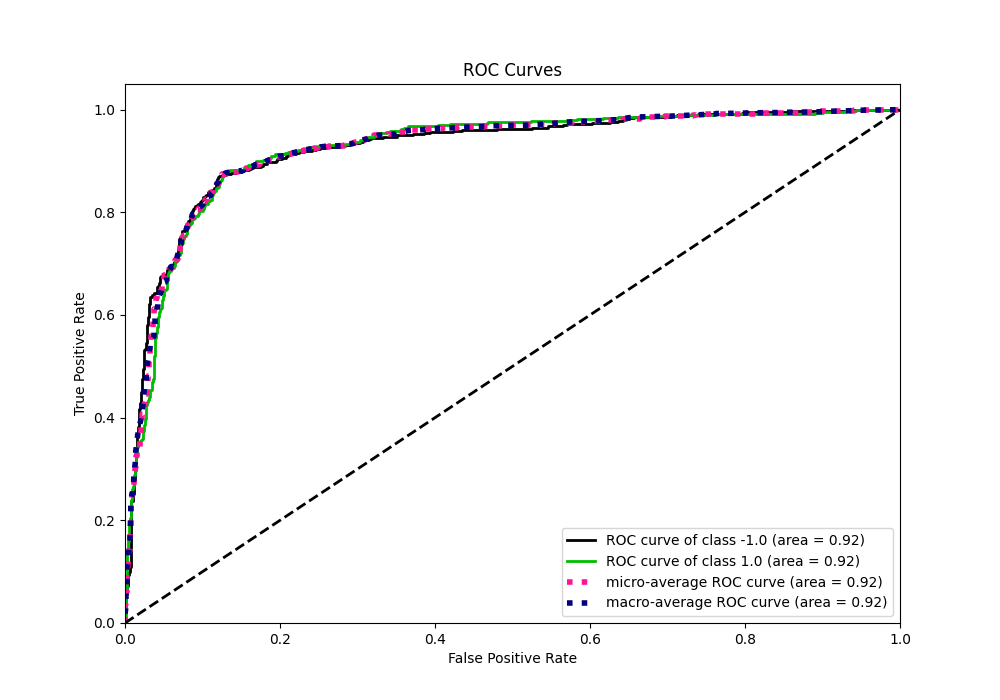 ROC Curves
True Positive Rate
1.0
0.8
0.6
0.4
0.2
0.0
ROC curve of class -1.0 (area = 0.92)
ROC curve of class 1.0 (area = 0.92)
micro-average ROC curve (area = 0.92)
macro-average ROC curve (area = 0.92)
0.0 0.2 0.4 0.6 0.8 1.0
False Positive Rate